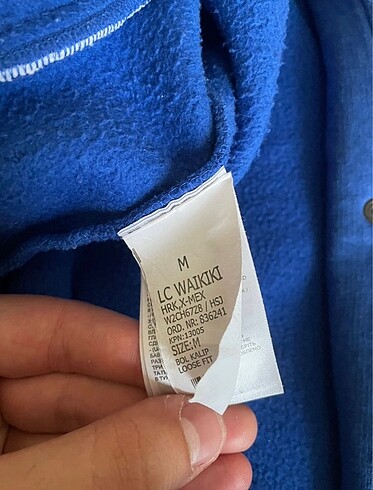 M
LC WAIKIKI
HRK,X-MEX
W2CH67Z8 / HSJ
ORD. NR: 836241
KPN:13005
SIZE:M
BOL KALIP
LOOSE FIT